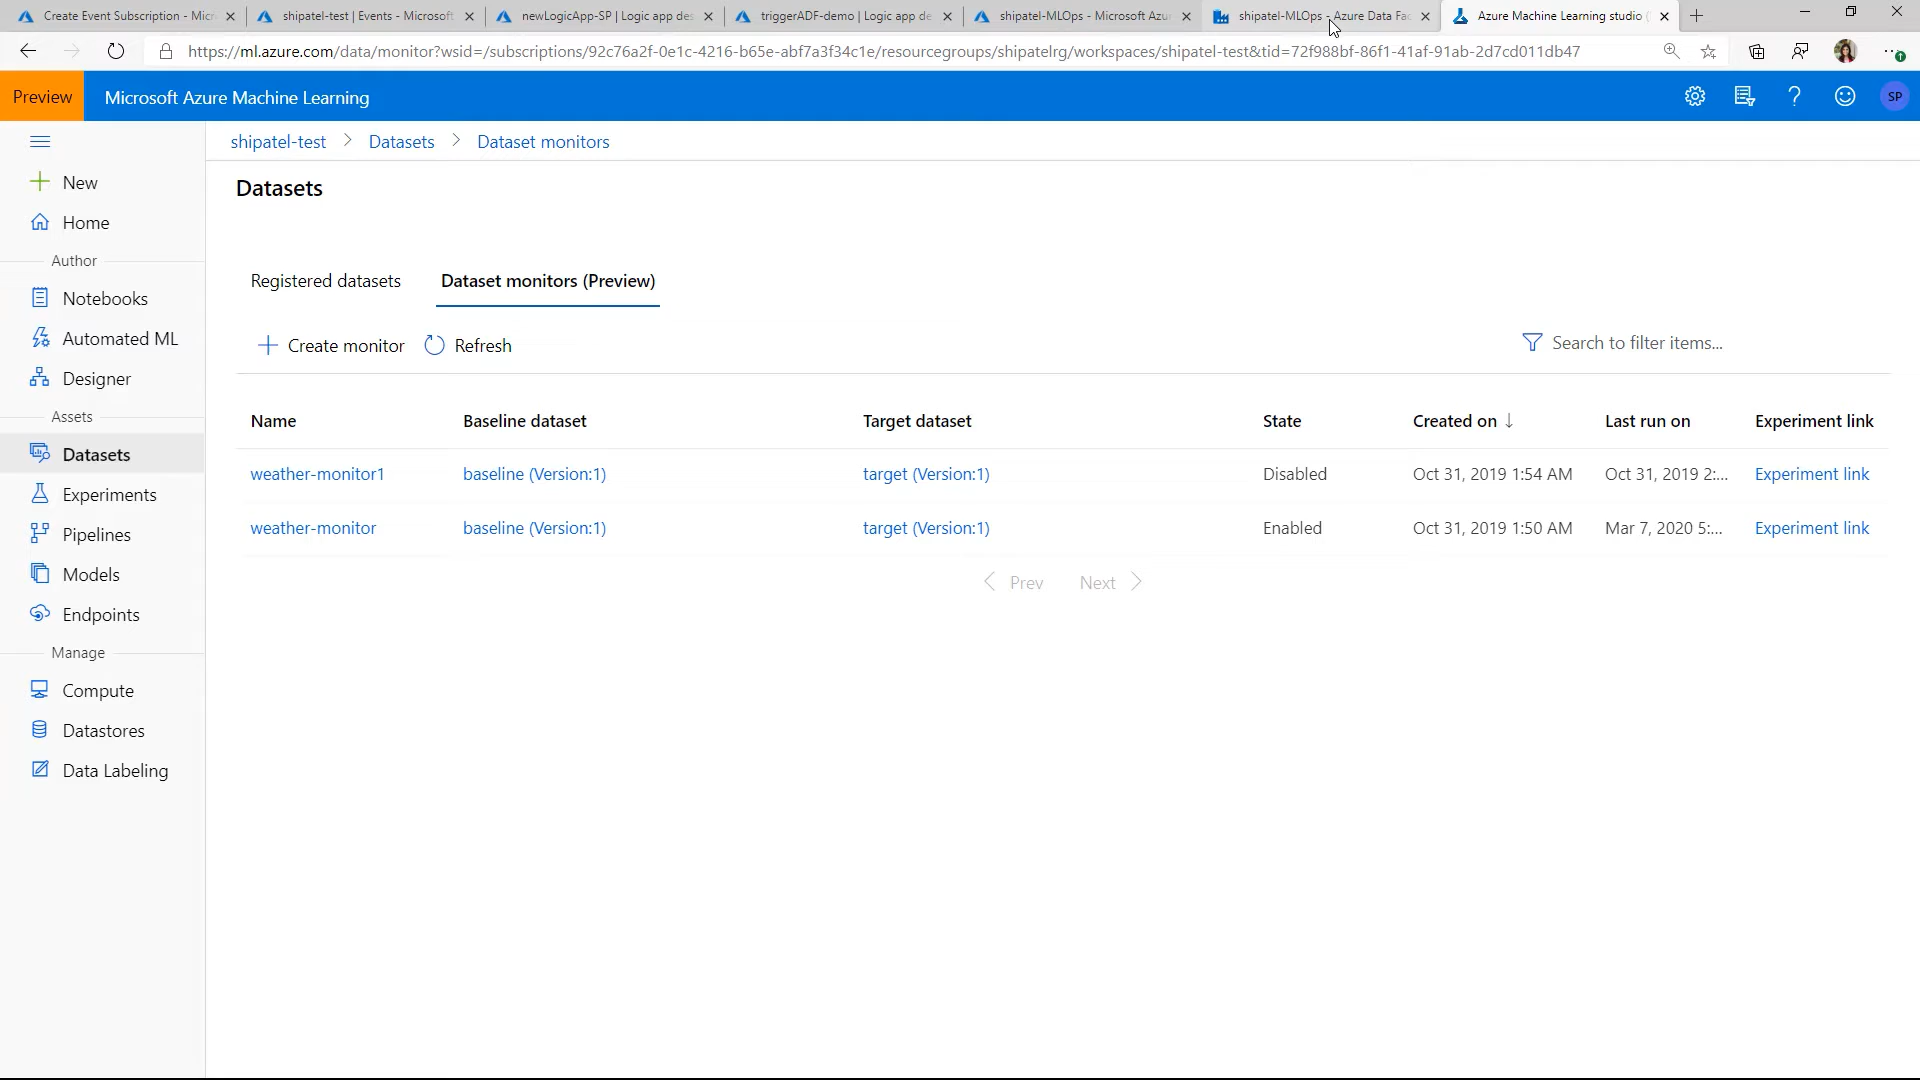 Create Event Subscription - Micr
shipatel-test | Events - Microsoft
newLogicApp-SP | Logic app des
triggerADF-demo | Logic app de
shipatel-MLOps - Microsoft Azur
shipatel-MLOps - Azure Data Fac
Azure Machine Learning studio (
https://ml.azure.com/data/monitor?wsid=/subscriptions/92c76a2f-0e1c-4216-b65e-abf7a3f34c1e/resourcegroups/shipatelrg/workspaces/shipatel-test&tid=72f988bf-86f1-41af-91ab-2d7cd011db47
Preview
Microsoft Azure Machine Learning
SP
shipatel-test > Datasets > Dataset monitors
New
Home
Author
Notebooks
Automated ML
Designer
Assets
Datasets
Experiments
Pipelines
Models
Endpoints
Manage
Compute
Datastores
Data Labeling
Datasets
Registered datasets
Dataset monitors (Preview)
Create monitor
Refresh
Search to filter items...
Name Baseline dataset Target dataset State Created on ↓ Last run on Experiment link
weather-monitor1 baseline (Version:1) target (Version:1) Disabled Oct 31, 2019 1:54 AM Oct 31, 2019 2:... Experiment link
weather-monitor baseline (Version:1) target (Version:1) Enabled Oct 31, 2019 1:50 AM Mar 7, 2020 5:... Experiment link
Prev Next